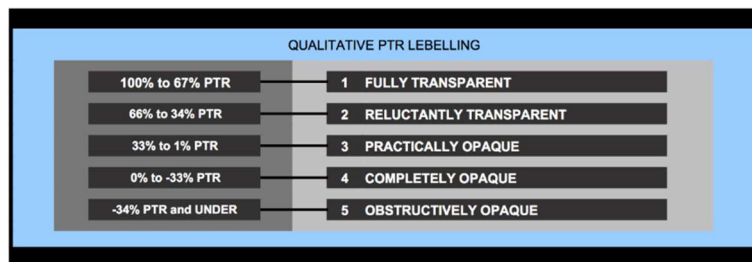 QUALITATIVE PTR LEBELLING
100% to 67% PTR 1 FULLY TRANSPARENT
66% to 34% PTR 2 RELUCTANTLY TRANSPARENT
33% to 1% PTR 3 PRACTICALLY OPAQUE
0% to -33% PTR 4 COMPLETELY OPAQUE
-34% PTR and UNDER 5 OBSTRUCTIVELY OPAQUE